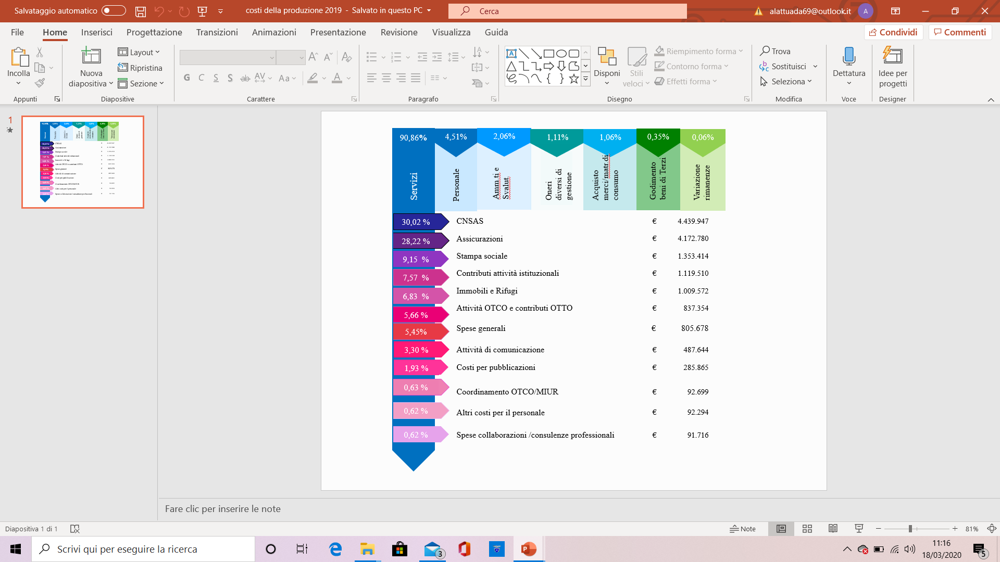 Salvataggio automatico
costi della produzione 2019 - Salvato in questo PC
Cerca
alattuada69@outlook.it
A
File
Home
Inserisci
Progettazione
Transizioni
Animazioni
Presentazione
Revisione
Visualizza
Guida
Condividi
Commenti
Incolla
Appunti
Nuova
diapositiva
Layout
Ripristina
Sezione
Diapositive
G C S S ab AV Aa A
Carattere
Paragrafo
Disponi
Stili
veloci
Riempimento forma
Contorno forma
Effetti forma
Disegno
Trova
Sostituisci
Seleziona
Modifica
Dettatura
Voce
Idee per
progetti
Designer
1
90,86%
4,51%
2,06%
1,11%
1,06%
0,35%
0,06%
Servizi
Personale
Amm.ti e
Svalut.
Oneri
diversi di
gestione
Acquisto
merci/matr.di
consumo
Godimento
beni di Terzi
Variazione
rimanenze
30,02 % CNSAS € 4.439.947
28,22 % Assicurazioni € 4.172.780
9,15 % Stampa sociale € 1.353.414
7,57 % Contributi attività istituzionali € 1.119.510
6,83 % Immobili e Rifugi € 1.009.572
5,66 % Attività OTCO e contributi OTTO € 837.354
5,45% Spese generali € 805.678
3,30 % Attività di comunicazione € 487.644
1,93 % Costi per pubblicazioni € 285.865
0,63 % Coordinamento OTCO/MIUR € 92.699
0,62 % Altri costi per il personale € 92.294
0,62 % Spese collaborazioni /consulenze professionali € 91.716
Fare clic per inserire le note
Diapositiva 1 di 1
Note
81%
Scrivi qui per eseguire la ricerca
3
11:16
18/03/2020
5